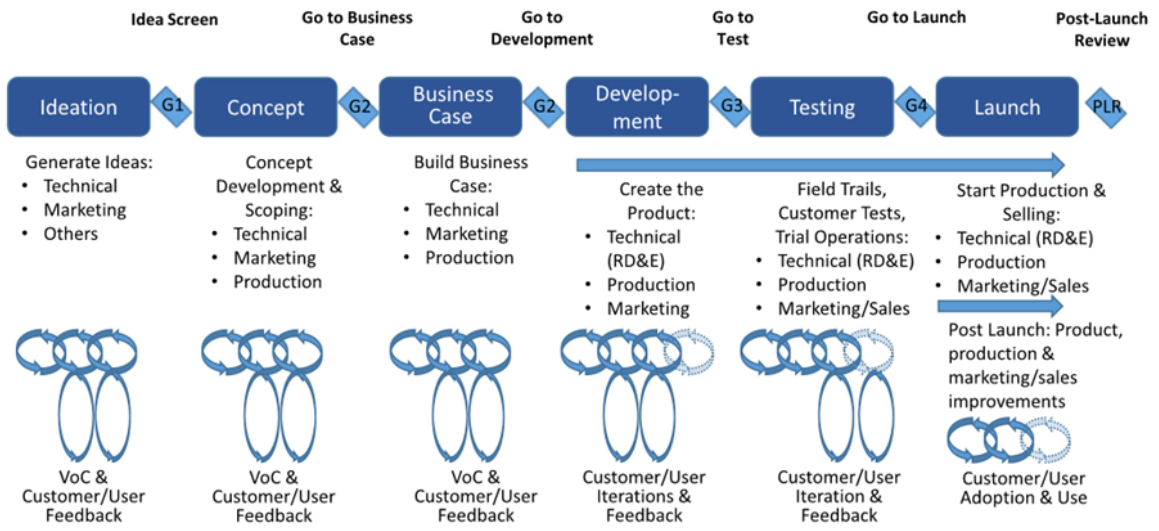 Idea Screen
Go to Business
Case
Go to
Development
Go to
Test
Go to Launch
Post-Launch
Review
Ideation
G1
Concept
G2
Business
Case
G2
Develop-
ment
G3
Testing
G4
Launch
PLR
Generate Ideas:
• Technical
• Marketing
• Others
Concept
Development &
Scoping:
• Technical
• Marketing
• Production
Build Business
Case:
• Technical
• Marketing
• Production
Create the
Product:
• Technical
(RD&E)
• Production
• Marketing
Field Trails,
Customer Tests,
Trial Operations:
• Technical (RD&E)
• Production
• Marketing/Sales
Start Production &
Selling:
• Technical (RD&E)
• Production
• Marketing/Sales
Post Launch: Product,
production &
marketing/sales
improvements
VoC &
Customer/User
Feedback
VoC &
Customer/User
Feedback
VoC &
Customer/User
Feedback
Customer/User
Iterations &
Feedback
Customer/User
Iteration &
Feedback
Customer/User
Adoption & Use